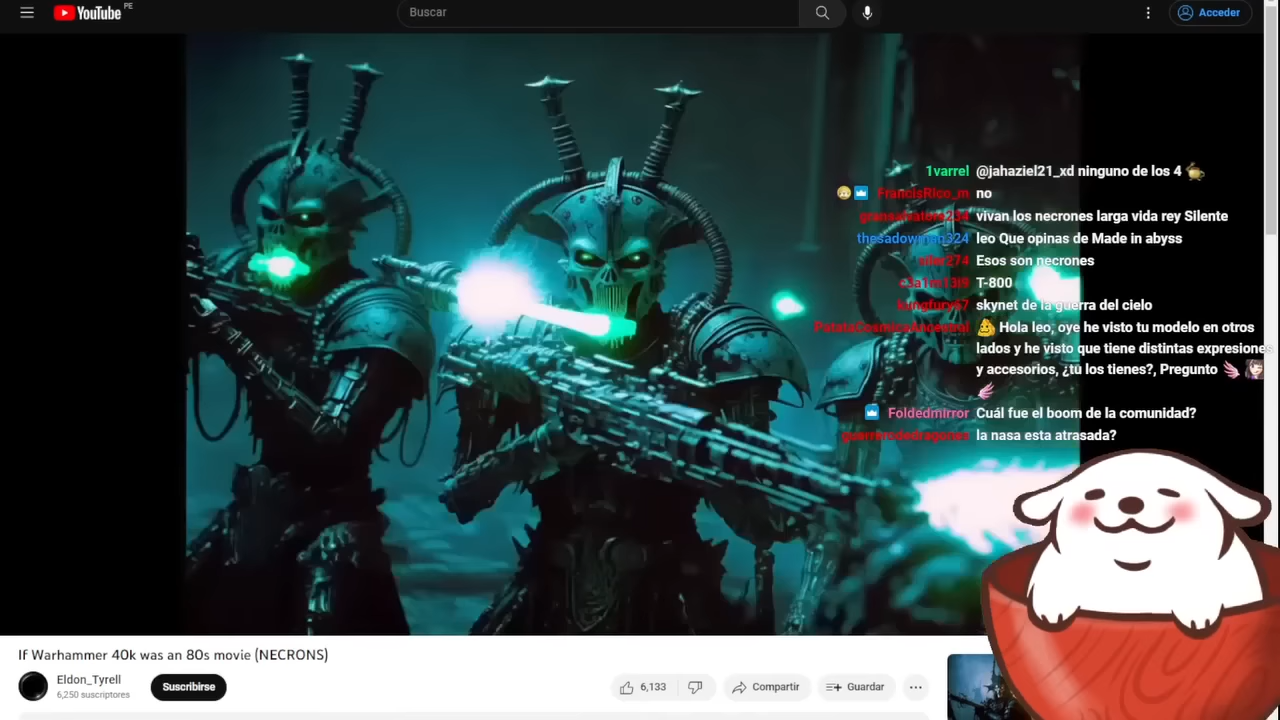 YouTube PE
Buscar
Acceder
1varrel @jahaziel21_xd ninguno de los 4
FrancisRico_m no
vivan los necrones larga vida rey Silente
thesadowman324 leo Que opinas de Made in abyss
Esos son necrones
T-800
kungfury67 skynet de la guerra del cielo
Hola leo, oye he visto tu modelo en otros
lados y he visto que tiene distintas expresiones
y accesorios, ¿tu los tienes?, Pregunto
Foldedmirror Cuál fue el boom de la comunidad?
guerrerodedragones la nasa esta atrasada?
If Warhammer 40k was an 80s movie (NECRONS)
Eldon_Tyrell
6,250 suscriptores
Suscribirse
6,133
Compartir
Guardar